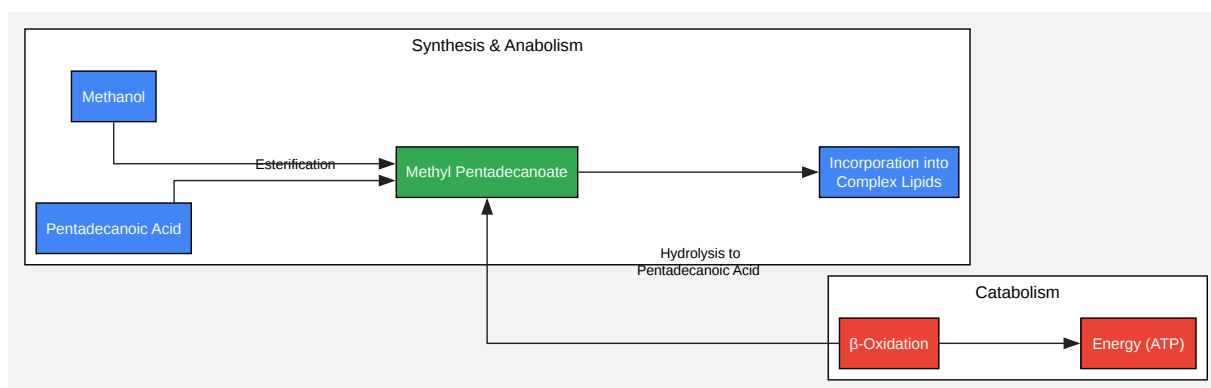 Synthesis & Anabolism
Methanol
Esterification
Methyl Pentadecanoate
Incorporation into
Complex Lipids
Pentadecanoic Acid
Hydrolysis to
Pentadecanoic Acid
Catabolism
β-Oxidation
Energy (ATP)